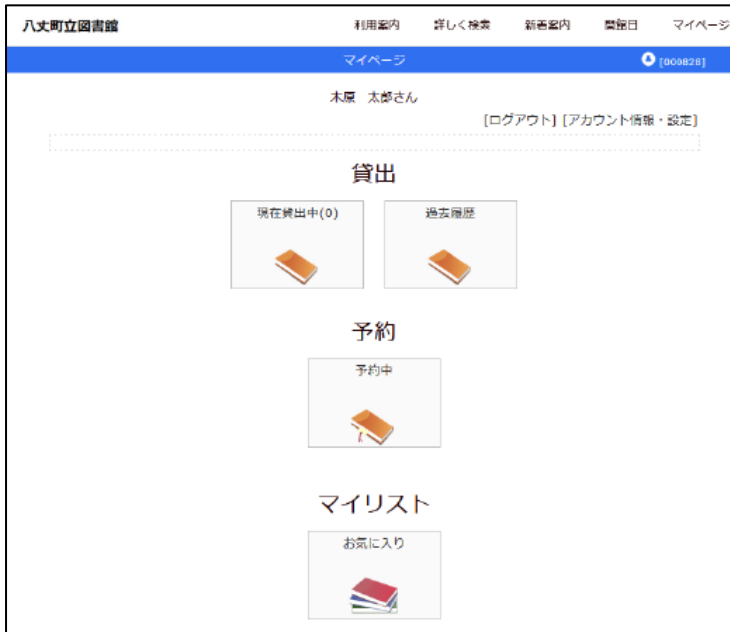 八丈町立図書館 利用案内 詳しく検索 新着案内 開館日 マイページ
マイページ [000828]
木原　太郎さん
[ログアウト] [アカウント情報・設定]
貸出
現在貸出中(0) 過去履歴
予約
予約中
マイリスト
お気に入り